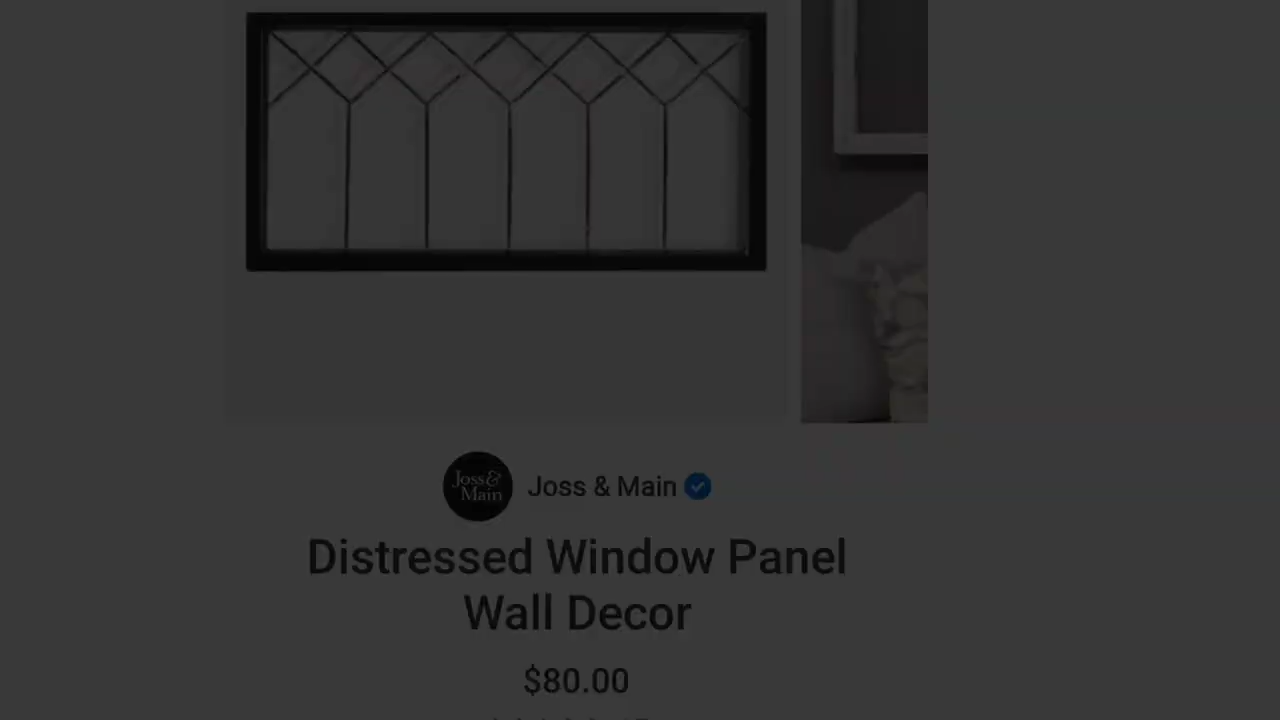 Joss &
Main
Joss & Main
Distressed Window Panel
Wall Decor
$80.00